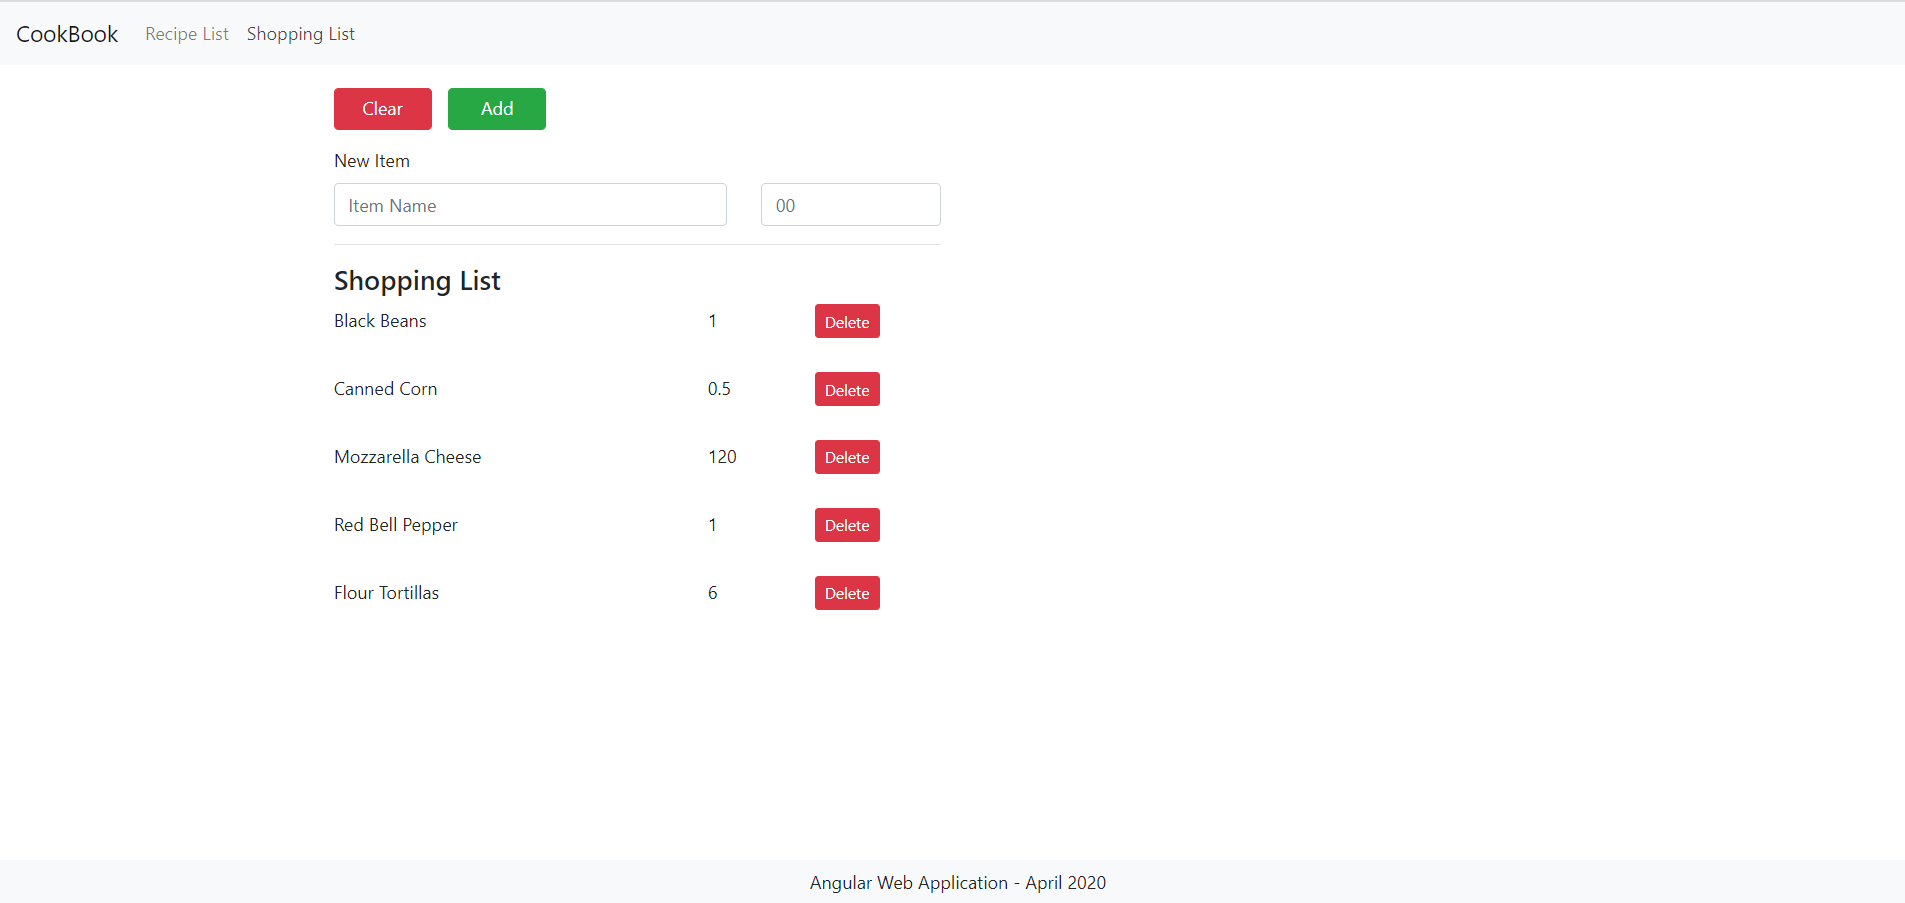 CookBook Recipe List Shopping List
Clear Add
New Item
Item Name 00
Shopping List
Black Beans 1 Delete
Canned Corn 0.5 Delete
Mozzarella Cheese 120 Delete
Red Bell Pepper 1 Delete
Flour Tortillas 6 Delete
Angular Web Application - April 2020